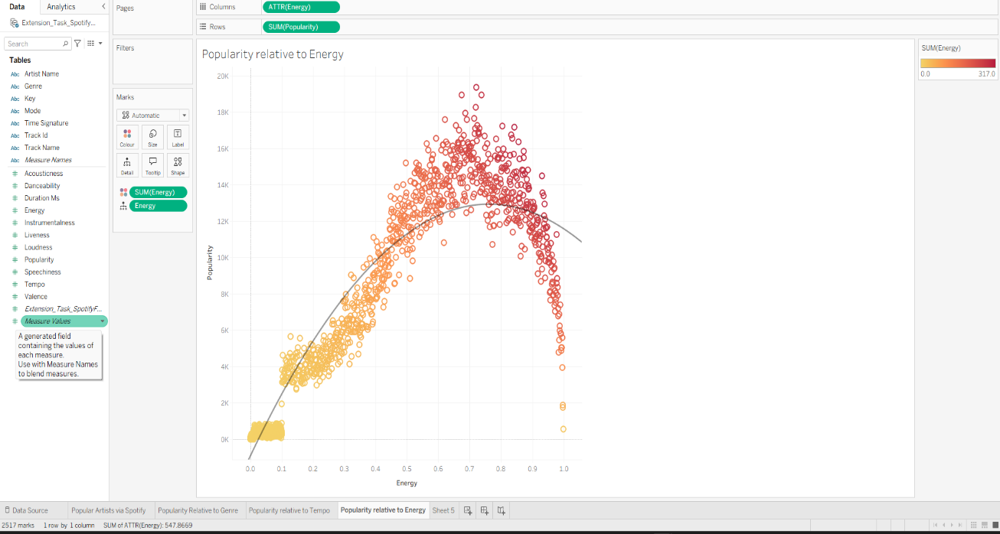 Data
Analytics
Extension_Task_Spotify...
Search
Tables
Abc Artist Name
Abc Genre
Abc Key
Abc Mode
Abc Time Signature
Abc Track Id
Abc Track Name
Abc Measure Names
# Acousticness
# Danceability
# Duration Ms
# Energy
# Instrumentalness
# Liveness
# Loudness
# Popularity
# Speechiness
# Tempo
# Valence
# Extension_Task_SpotifyF...
# Measure Values
A generated field
containing the values of
each measure.
Use with Measure Names
to blend measures.
Pages
Filters
Marks
Automatic
Colour Size Label
Detail Tooltip Shape
SUM(Energy)
Energy
Columns
ATTR(Energy)
Rows
SUM(Popularity)
Popularity relative to Energy
20K
18K
16K
14K
12K
10K
8K
6K
4K
2K
0K
Popularity
0.0 0.1 0.2 0.3 0.4 0.5 0.6 0.7 0.8 0.9 1.0
Energy
SUM(Energy)
0.0 317.0
Data Source Popular Artists via Spotify Popularity Relative to Genre Popularity relative to Tempo Popularity relative to Energy Sheet 5
2517 marks 1 row by 1 column SUM of ATTR(Energy): 547.8669